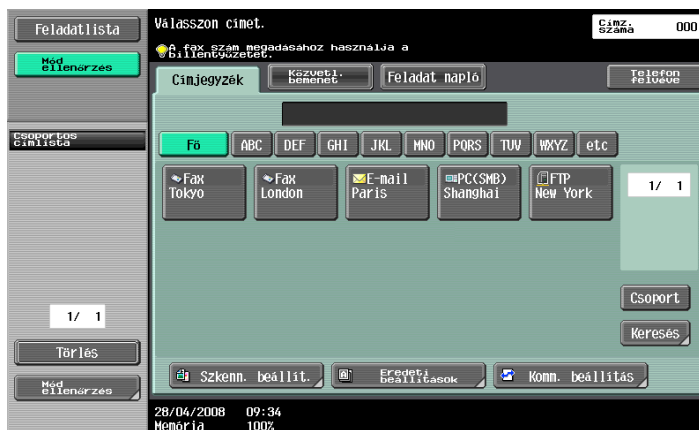 Feladatlista
Mód
ellenőrzés
Csoportos
címlista
1/ 1
Törlés
Mód
ellenőrzés
Válasszon címet.
A fax szám megadásához használja a
billentyűzetet.
Címz.
száma
000
Címjegyzék
Közvetl.
bemenet
Feladat napló
Telefon
felvéve
Fő
ABC
DEF
GHI
JKL
MNO
PQRS
TUV
WXYZ
etc
Fax
Tokyo
Fax
London
E-mail
Paris
PC(SMB)
Shanghai
FTP
New York
1/ 1
Csoport
Keresés
Szkenn. beállít.
Eredeti
beállítások
Komm. beállítás
28/04/2008 09:34
Memória 100%